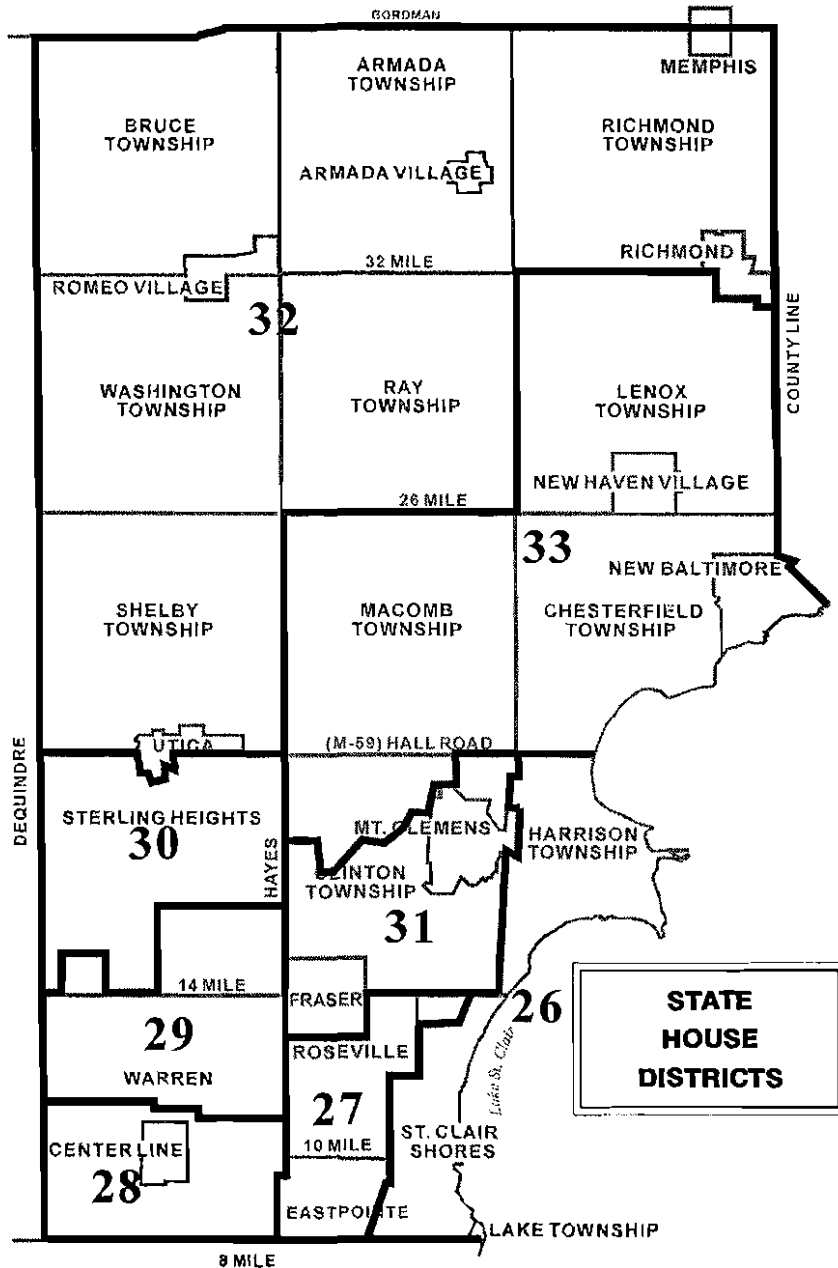 GORDMAN
MEMPHIS
ARMADA
TOWNSHIP
BRUCE
TOWNSHIP
RICHMOND
TOWNSHIP
ARMADA VILLAGE
RICHMOND
32 MILE
ROMEO VILLAGE
32
COUNTY LINE
WASHINGTON
TOWNSHIP
RAY
TOWNSHIP
LENOX
TOWNSHIP
NEW HAVEN VILLAGE
26 MILE
33
NEW BALTIMORE
SHELBY
TOWNSHIP
MACOMB
TOWNSHIP
CHESTERFIELD
TOWNSHIP
UTICA
(M-59) HALL ROAD
DEQUINDRE
STERLING HEIGHTS
30
HAYES
MT. CLEMENS
HARRISON
TOWNSHIP
CLINTON
TOWNSHIP
31
14 MILE
FRASER
26
STATE
HOUSE
DISTRICTS
29
WARREN
ROSEVILLE
Lake St. Clair
27
10 MILE
ST. CLAIR
SHORES
CENTER LINE
28
EASTPOINTE
LAKE TOWNSHIP
8 MILE